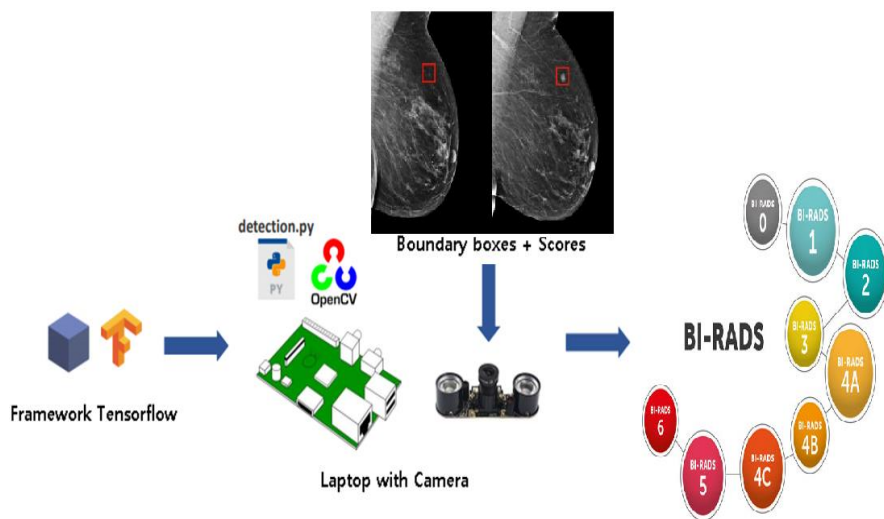 detection.py
PY
OpenCV
Boundary boxes + Scores
Framework Tensorflow
Laptop with Camera
BI-RADS
BI-RADS
0
BI-RADS
1
BI-RADS
2
BI-RADS
3
BI-RADS
4A
BI-RADS
4B
BI-RADS
4C
BI-RADS
5
BI-RADS
6